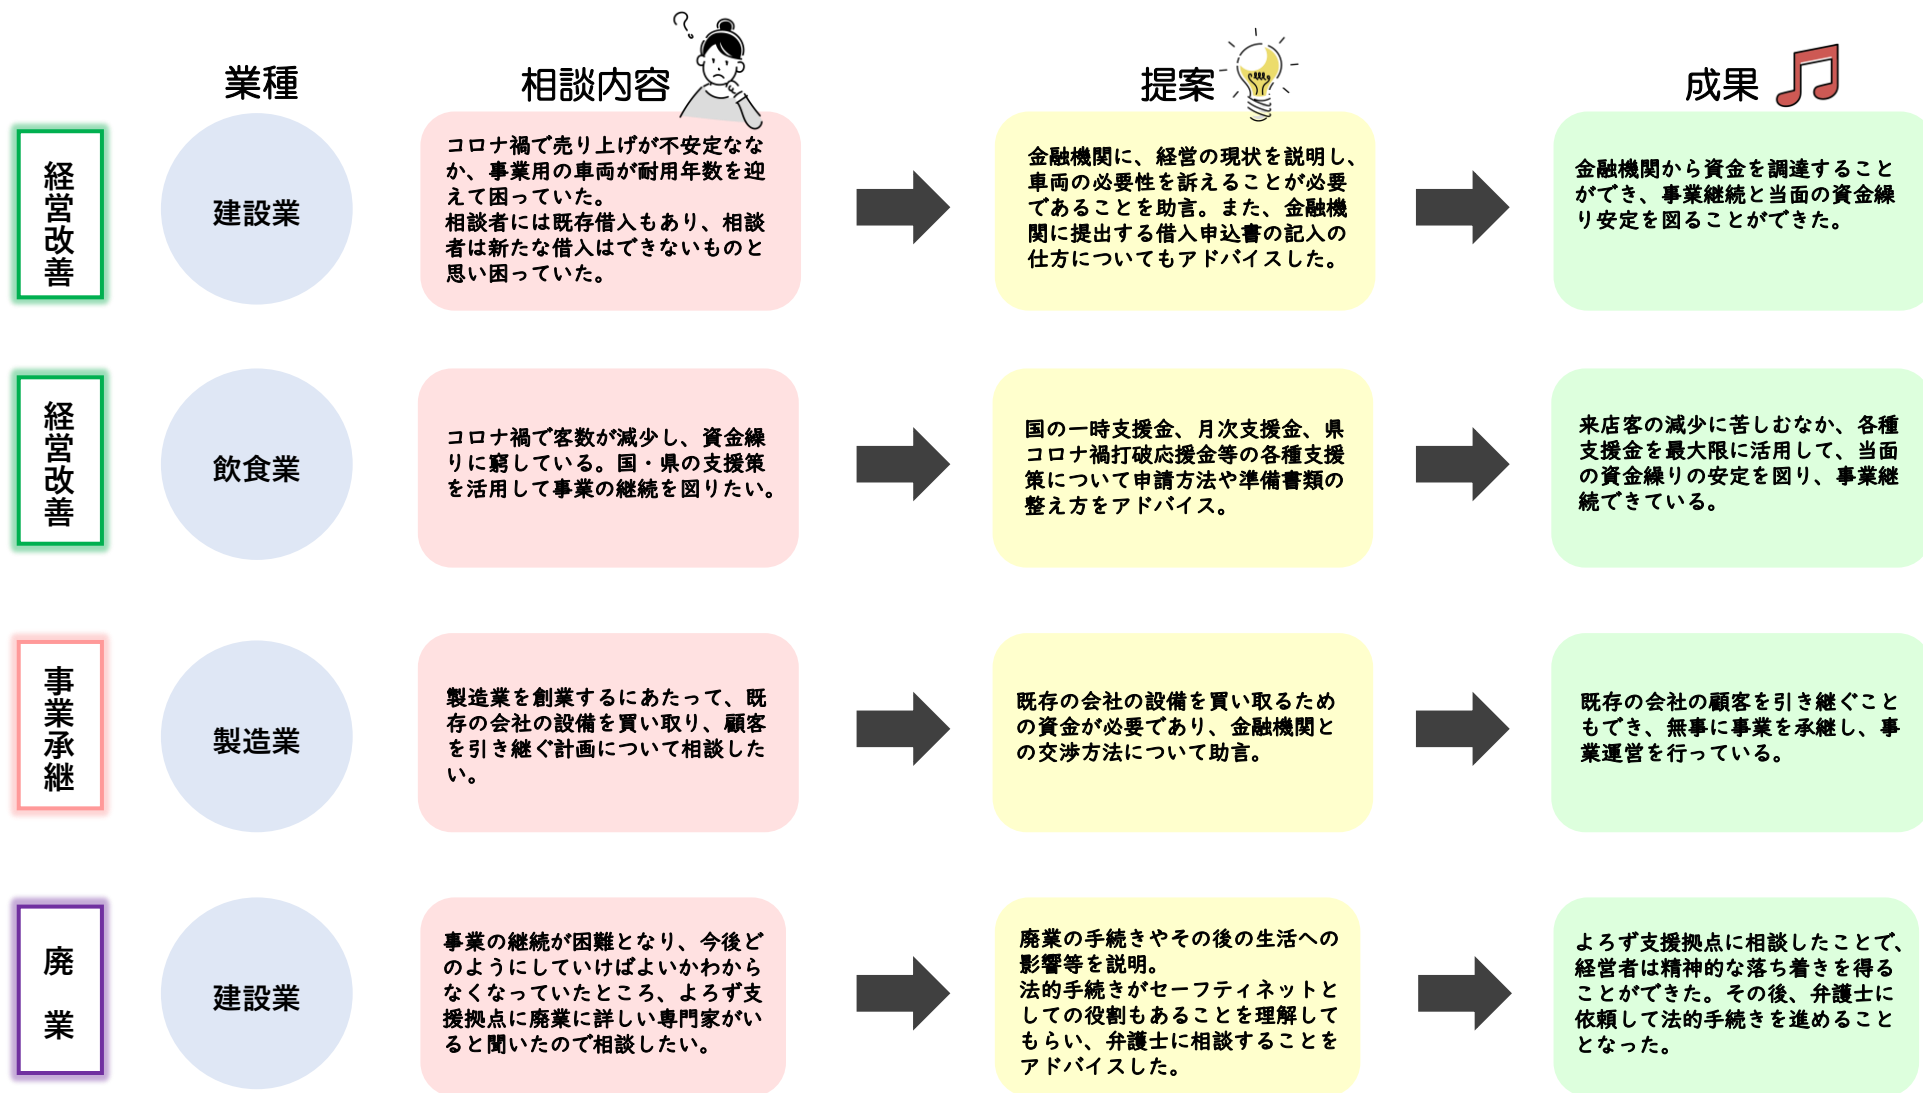 業種
相談内容
?
提案
成果
経営改善
建設業
コロナ禍で売り上げが不安定なな
か、事業用の車両が耐用年数を迎
えて困っていた。
相談者には既存借入もあり、相談
者は新たな借入はできないものと
思い困っていた。
金融機関に、経営の現状を説明し、
車両の必要性を訴えることが必要
であることを助言。また、金融機
関に提出する借入申込書の記入の
仕方についてもアドバイスした。
金融機関から資金を調達すること
ができ、事業継続と当面の資金繰
り安定を図ることができた。
経営改善
飲食業
コロナ禍で客数が減少し、資金繰
りに窮している。国・県の支援策
を活用して事業の継続を図りたい。
国の一時支援金、月次支援金、県
コロナ禍打破応援金等の各種支援
策について申請方法や準備書類の
整え方をアドバイス。
来店客の減少に苦しむなか、各種
支援金を最大限に活用して、当面
の資金繰りの安定を図り、事業継
続できている。
事業承継
製造業
製造業を創業するにあたって、既
存の会社の設備を買い取り、顧客
を引き継ぐ計画について相談した
い。
既存の会社の設備を買い取るため
の資金が必要であり、金融機関と
の交渉方法について助言。
既存の会社の顧客を引き継ぐこと
もでき、無事に事業を承継し、事
業運営を行っている。
廃業
建設業
事業の継続が困難となり、今後ど
のようにしていけばよいかわから
なくなっていたところ、よろず支
援拠点に廃業に詳しい専門家がい
ると聞いたので相談したい。
廃業の手続きやその後の生活への
影響等を説明。
法的手続きがセーフティネットと
しての役割もあることを理解して
もらい、弁護士に相談することを
アドバイスした。
よろず支援拠点に相談したことで、
経営者は精神的な落ち着きを得る
ことができた。その後、弁護士に
依頼して法的手続きを進めること
となった。